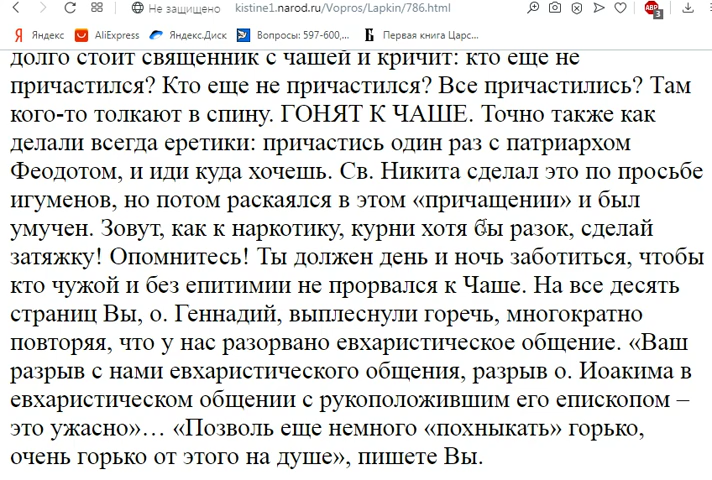 Не защищено kistine1.narod.ru/Vopros/Lapkin/786.html ABP 3
Яндекс AliExpress Яндекс.Диск Вопросы: 597-600,... Первая книга Царс...
долго стоит священник с чашей и кричит: кто еще не
причастился? Кто еще не причастился? Все причастились? Там
кого-то толкают в спину. ГОНЯТ К ЧАШЕ. Точно также как
делали всегда еретики: причастись один раз с патриархом
Феодотом, и иди куда хочешь. Св. Никита сделал это по просьбе
игуменов, но потом раскаялся в этом «причащении» и был
умучен. Зовут, как к наркотику, курни хотя бы разок, сделай
затяжку! Опомнитесь! Ты должен день и ночь заботиться, чтобы
кто чужой и без епитимии не прорвался к Чаше. На все десять
страниц Вы, о. Геннадий, выплеснули горечь, многократно
повторяя, что у нас разорвано евхаристическое общение. «Ваш
разрыв с нами евхаристического общения, разрыв о. Иоакима в
евхаристическом общении с рукоположившим его епископом –
это ужасно»… «Позволь еще немного «похныкать» горько,
очень горько от этого на душе», пишете Вы.